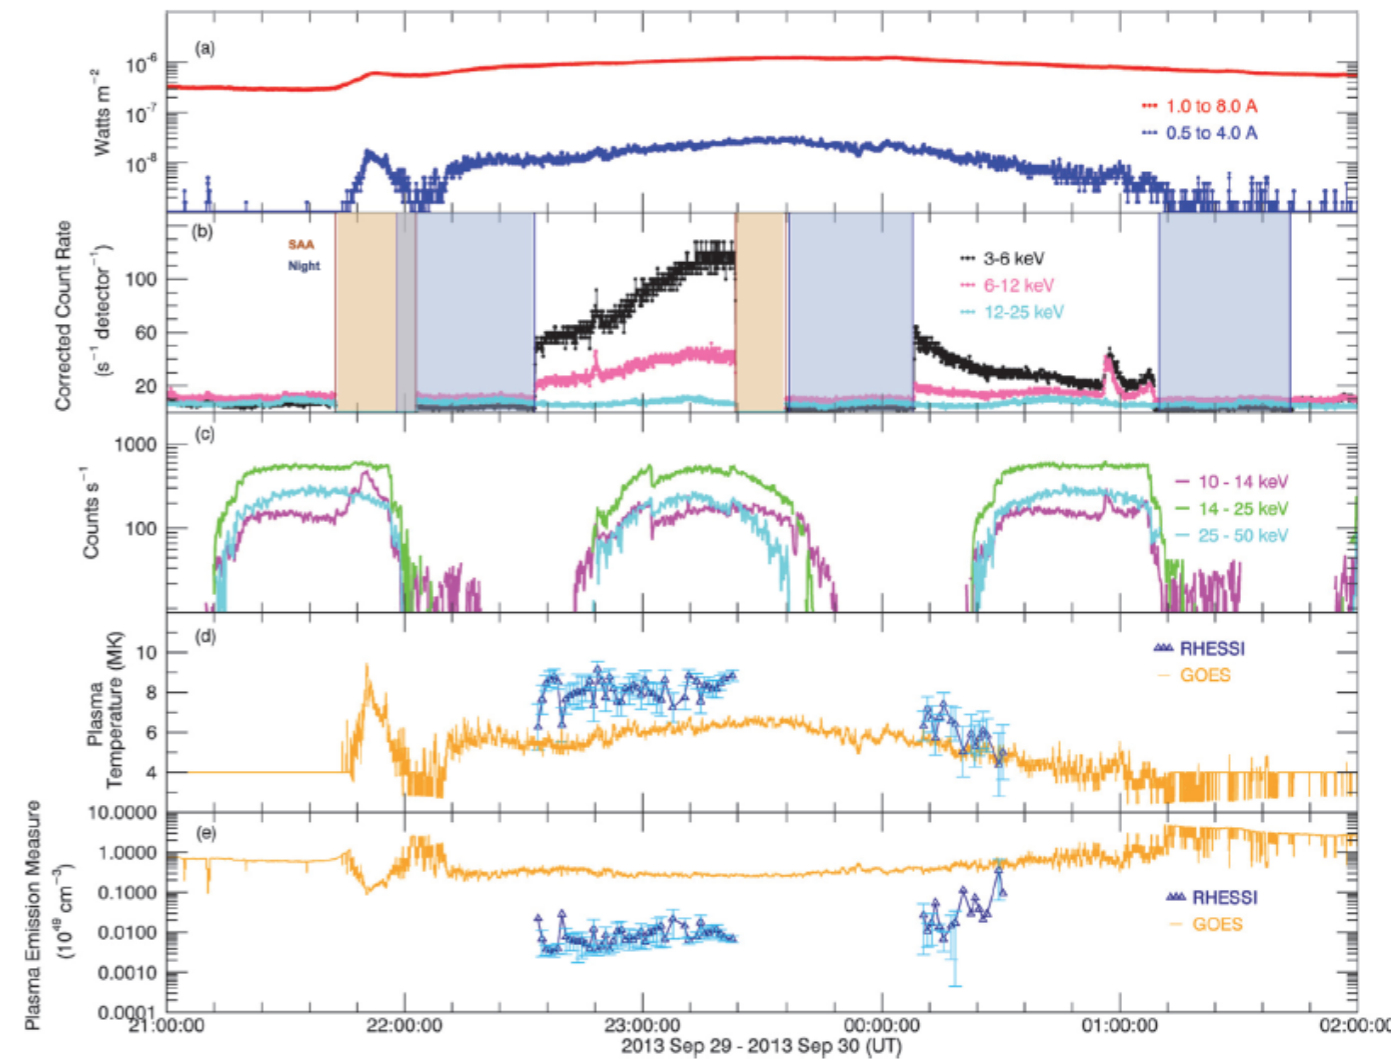 (a)
10⁻⁶
10⁻⁷
10⁻⁸
Watts m⁻²
1.0 to 8.0 A
0.5 to 4.0 A
(b)
SAA
Night
3-6 keV
6-12 keV
12-25 keV
100
60
20
Corrected Count Rate
(s⁻¹ detector⁻¹)
(c)
1000
100
Counts s⁻¹
10 - 14 keV
14 - 25 keV
25 - 50 keV
(d)
10
8
6
4
Plasma
Temperature (MK)
RHESSI
GOES
(e)
10.0000
1.0000
0.1000
0.0100
0.0010
0.0001
Plasma Emission Measure
(10⁴⁹ cm⁻³)
RHESSI
GOES
21:00:00 22:00:00 23:00:00 00:00:00 01:00:00 02:00:00
2013 Sep 29 - 2013 Sep 30 (UT)